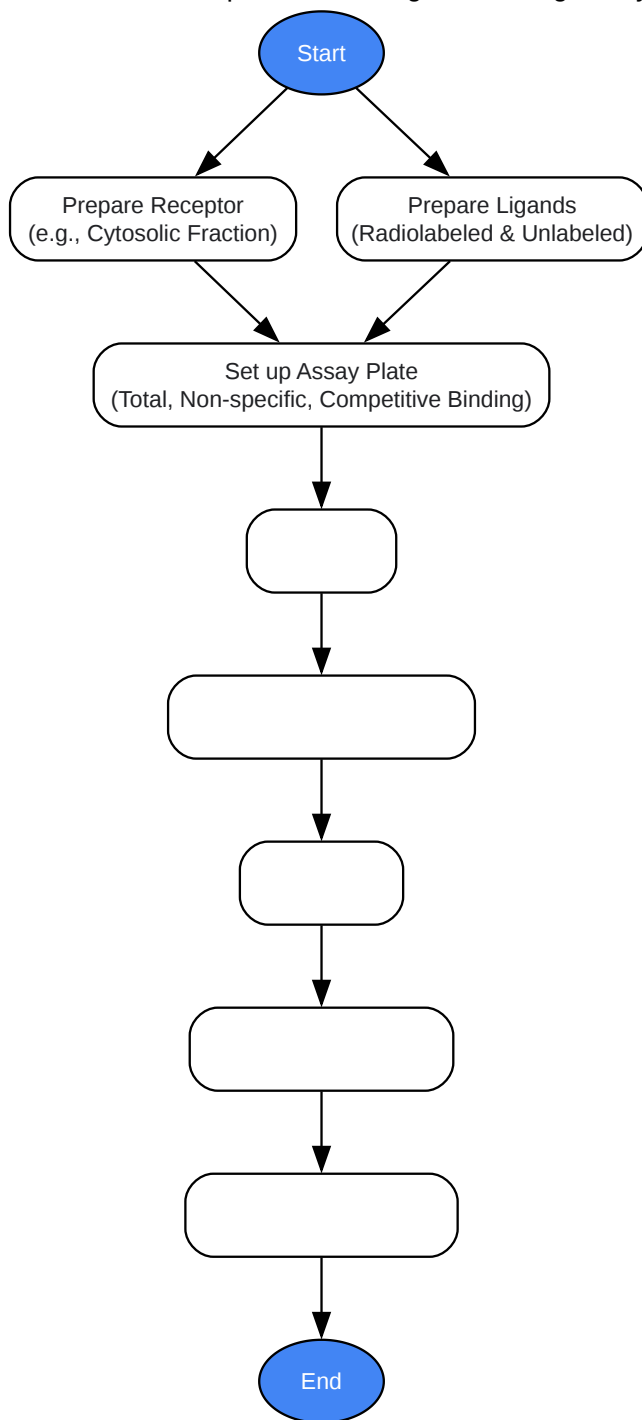 Start
Prepare Receptor
(e.g., Cytosolic Fraction)
Prepare Ligands
(Radiolabeled & Unlabeled)
Set up Assay Plate
(Total, Non-specific, Competitive Binding)
End